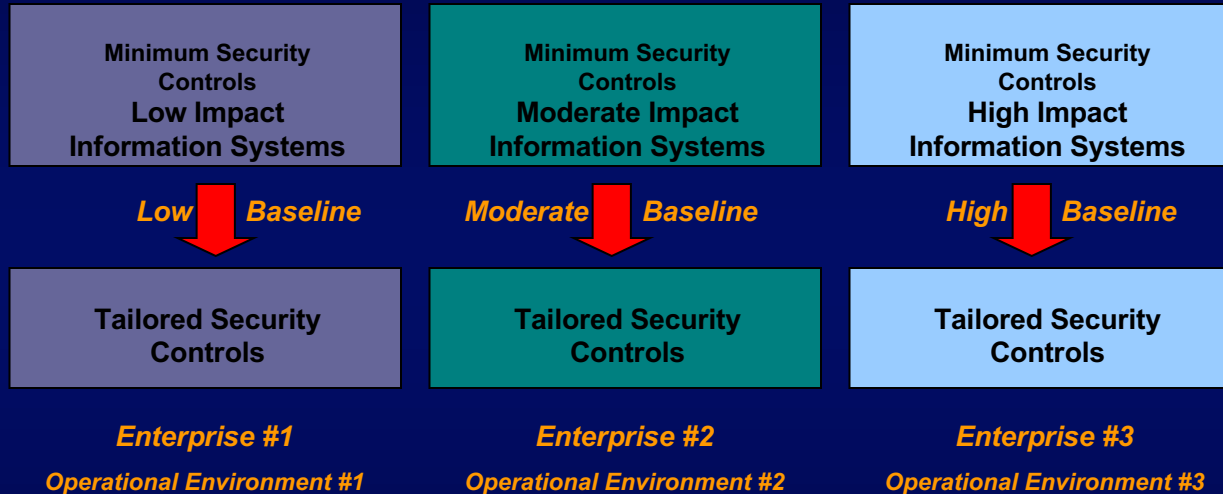 Minimum Security
Controls
Low Impact
Information Systems
Minimum Security
Controls
Moderate Impact
Information Systems
Minimum Security
Controls
High Impact
Information Systems
Low Baseline
Moderate Baseline
High Baseline
Tailored Security
Controls
Tailored Security
Controls
Tailored Security
Controls
Enterprise #1
Operational Environment #1
Enterprise #2
Operational Environment #2
Enterprise #3
Operational Environment #3